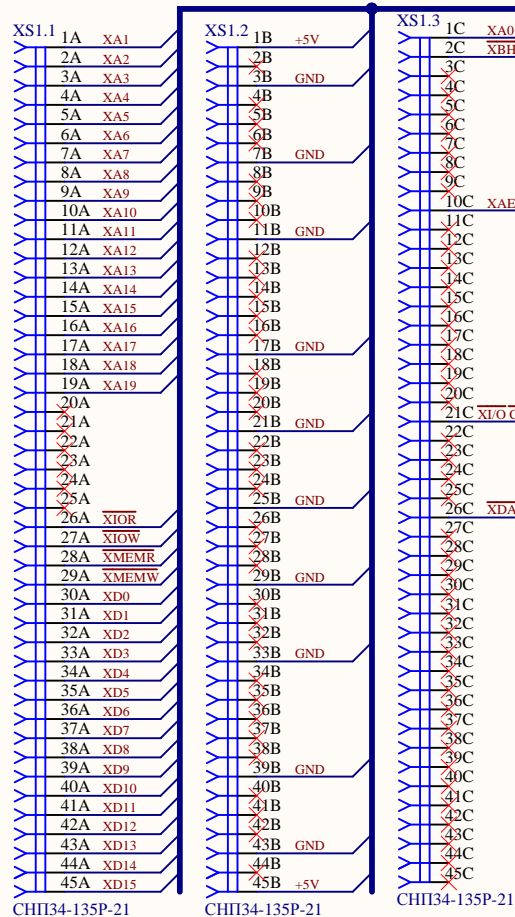 XS1.1
1A XA1
2A XA2
3A XA3
4A XA4
5A XA5
6A XA6
7A XA7
8A XA8
9A XA9
10A XA10
11A XA11
12A XA12
13A XA13
14A XA14
15A XA15
16A XA16
17A XA17
18A XA18
19A XA19
20A
21A
22A
23A
24A
25A
26A XIOR
27A XIOW
28A XMEMR
29A XMEMW
30A XD0
31A XD1
32A XD2
33A XD3
34A XD4
35A XD5
36A XD6
37A XD7
38A XD8
39A XD9
40A XD10
41A XD11
42A XD12
43A XD13
44A XD14
45A XD15
СНП34-135Р-21
XS1.2
1B +5V
2B
3B GND
4B
5B
6B
7B GND
8B
9B
10B
11B GND
12B
13B
14B
15B
16B
17B GND
18B
19B
20B
21B GND
22B
23B
24B
25B GND
26B
27B
28B
29B GND
30B
31B
32B
33B GND
34B
35B
36B
37B
38B
39B GND
40B
41B
42B
43B GND
44B
45B +5V
СНП34-135Р-21
XS1.3
1C XA0
2C XBH
3C
4C
5C
6C
7C
8C
9C
10C XAE
11C
12C
13C
14C
15C
16C
17C
18C
19C
20C
21C XI/O C
22C
23C
24C
25C
26C XDA
27C
28C
29C
30C
31C
32C
33C
34C
35C
36C
37C
38C
39C
40C
41C
42C
43C
44C
45C
СНП34-135Р-21